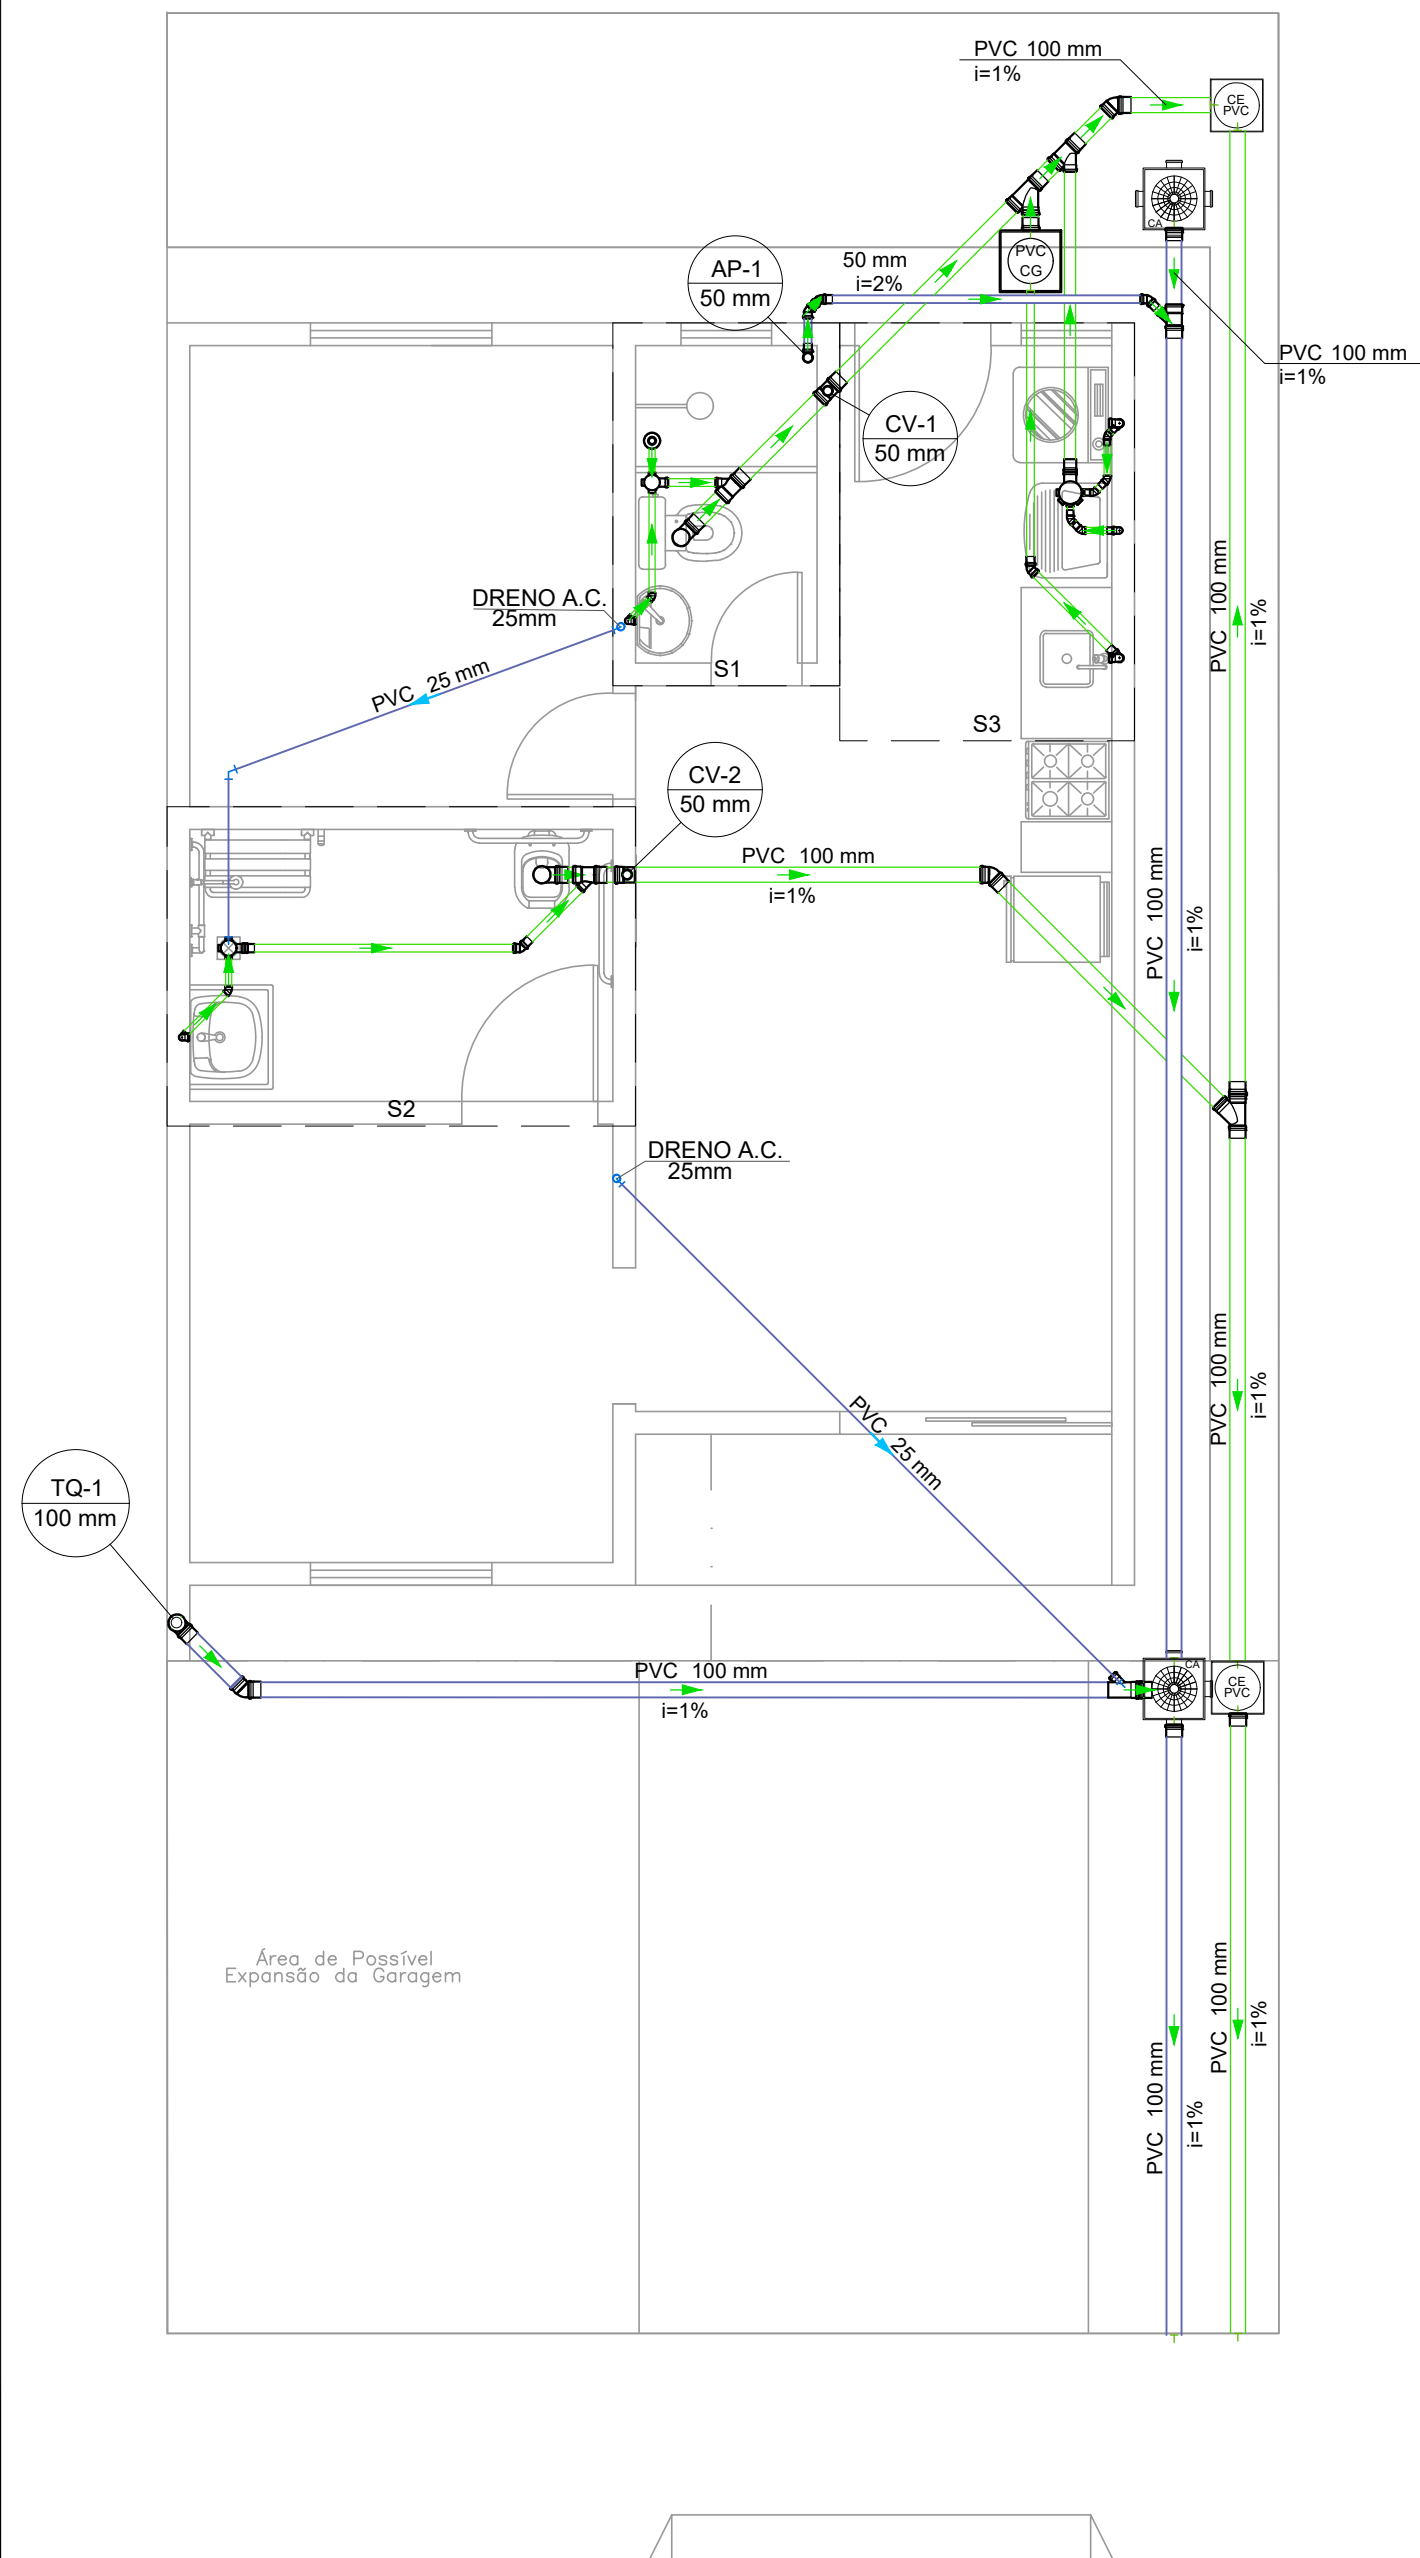 PVC 100 mm
i=1%
CE
PVC
CA
PVC
CG
50 mm
i=2%
AP-1
50 mm
PVC 100 mm
i=1%
CV-1
50 mm
PVC 100 mm
i=1%
DRENO A.C.
25mm
PVC 25 mm
S1
S3
CV-2
50 mm
PVC 100 mm
i=1%
PVC 100 mm
i=1%
S2
DRENO A.C.
25mm
PVC 100 mm
i=1%
PVC 25 mm
TQ-1
100 mm
PVC 100 mm
i=1%
CA
CE
PVC
Área de Possível
Expansão da Garagem
PVC 100 mm
i=1%
PVC 100 mm
i=1%